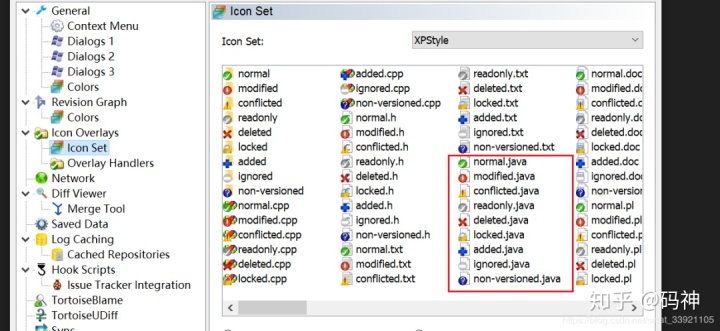 General
Context Menu
Dialogs 1
Dialogs 2
Dialogs 3
Colors
Revision Graph
Colors
Icon Overlays
Icon Set
Overlay Handlers
Network
Diff Viewer
Merge Tool
Saved Data
Log Caching
Cached Repositories
Hook Scripts
Issue Tracker Integration
TortoiseBlame
TortoiseUDiff
Sync
Icon Set
Icon Set:
XPStyle
normal
modified
conflicted
readonly
deleted
locked
added
ignored
non-versioned
normal.cpp
modified.cpp
conflicted.cpp
readonly.cpp
deleted.cpp
locked.cpp
added.cpp
ignored.cpp
non-versioned.cpp
normal.h
modified.h
conflicted.h
readonly.h
deleted.h
locked.h
added.h
ignored.h
non-versioned.h
normal.txt
modified.txt
conflicted.txt
readonly.txt
deleted.txt
locked.txt
added.txt
ignored.txt
non-versioned.txt
normal.java
modified.java
conflicted.java
readonly.java
deleted.java
locked.java
added.java
ignored.java
non-versioned.java
normal.doc
modified.do
conflicted.d
readonly.do
deleted.doc
locked.doc
added.doc
ignored.doc
non-version
normal.pl
modified.pl
conflicted.p
readonly.pl
deleted.pl
locked.pl
知乎 @码神